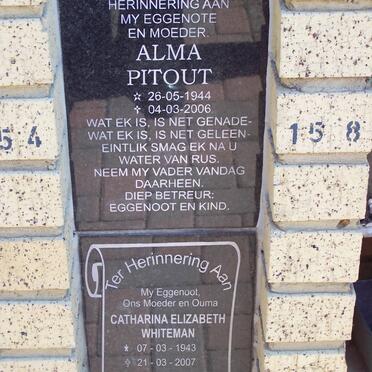 HERINNERING AAN
MY EGGENOTE
EN MOEDER.
ALMA
PITOUT
☆ 26-05-1944
✞ 04-03-2006
WAT EK IS, IS NET GENADE-
WAT EK IS, IS NET GELEEN-
EINTLIK SMAG EK NA U
WATER VAN RUS.
NEEM MY VADER VANDAG
DAARHEEN.
DIEP BETREUR:
EGGENOOT EN KIND.
54
158
Ter Herinnering Aan
My Eggenoot,
Ons Moeder en Ouma
CATHARINA ELIZABETH
WHITEMAN
★ 07-03-1943
✞ 21-03-2007